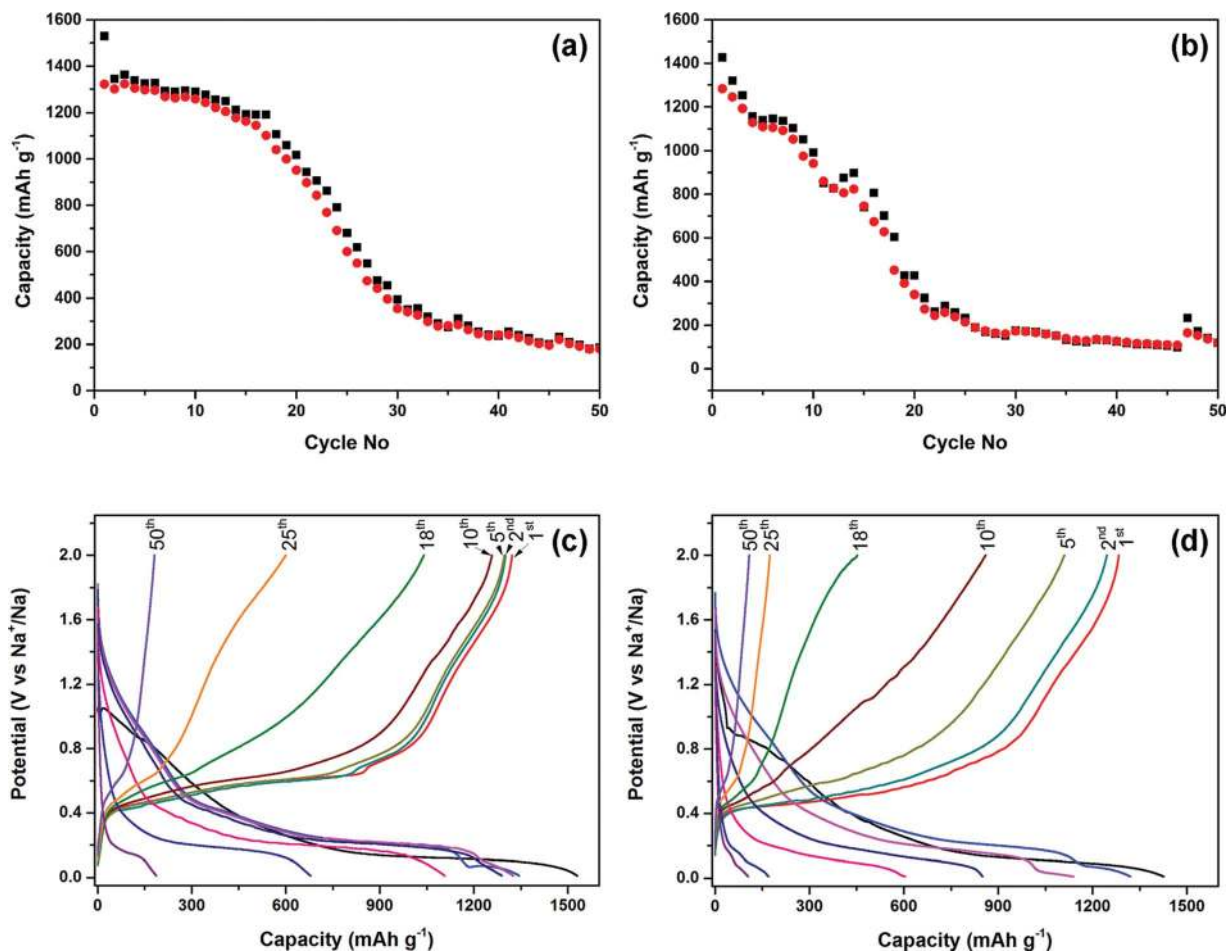 (a)
Capacity (mAh g⁻¹)
1600
1400
1200
1000
800
600
400
200
0
0 10 20 30 40 50
Cycle No
(b)
Capacity (mAh g⁻¹)
1600
1400
1200
1000
800
600
400
200
0
0 10 20 30 40 50
Cycle No
(c)
50th 25th 18th 10th 5th 2nd 1st
Potential (V vs Na⁺/Na)
2.0
1.6
1.2
0.8
0.4
0.0
0 300 600 900 1200 1500
Capacity (mAh g⁻¹)
(d)
50th 25th 18th 10th 5th 2nd 1st
Potential (V vs Na⁺/Na)
2.0
1.6
1.2
0.8
0.4
0.0
0 300 600 900 1200 1500
Capacity (mAh g⁻¹)